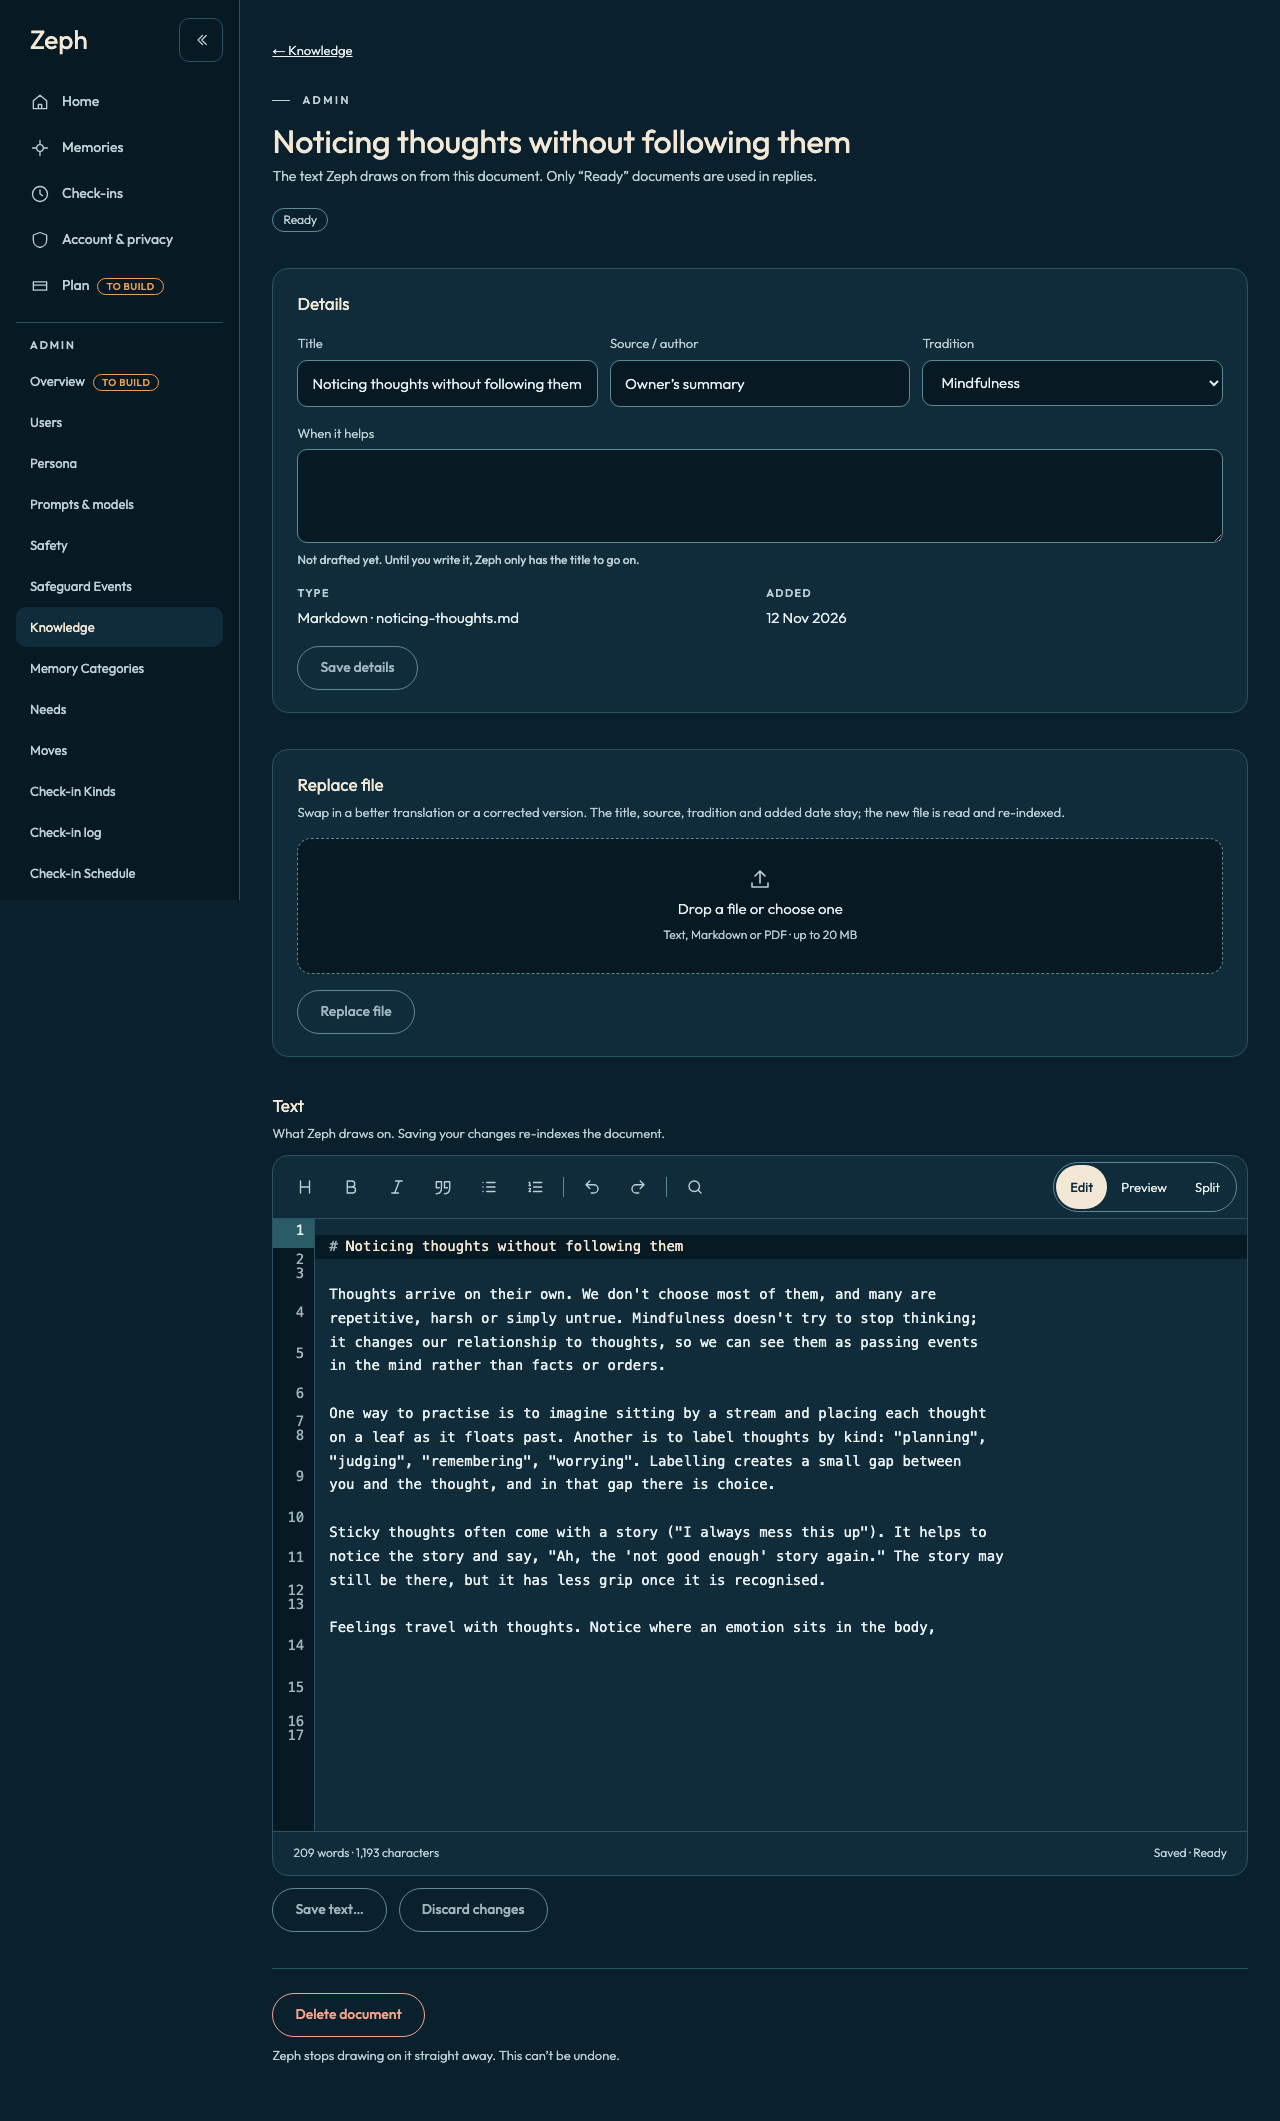 Zeph
Home
Memories
Check-ins
Account & privacy
Plan TO BUILD
ADMIN
Overview TO BUILD
Users
Persona
Prompts & models
Safety
Safeguard Events
Knowledge
Memory Categories
Needs
Moves
Check-in Kinds
Check-in log
Check-in Schedule
← Knowledge
ADMIN
Noticing thoughts without following them
The text Zeph draws on from this document. Only “Ready” documents are used in replies.
Ready
Details
Title
Noticing thoughts without following them
Source / author
Owner’s summary
Tradition
Mindfulness
When it helps
Not drafted yet. Until you write it, Zeph only has the title to go on.
TYPE
Markdown · noticing-thoughts.md
ADDED
12 Nov 2026
Save details
Replace file
Swap in a better translation or a corrected version. The title, source, tradition and added date stay; the new file is read and re-indexed.
Drop a file or choose one
Text, Markdown or PDF · up to 20 MB
Replace file
Text
What Zeph draws on. Saving your changes re-indexes the document.
Edit Preview Split
1
2
3
4
5
6
7
8
9
10
11
12
13
14
15
16
17
# Noticing thoughts without following them
Thoughts arrive on their own. We don't choose most of them, and many are
repetitive, harsh or simply untrue. Mindfulness doesn't try to stop thinking;
it changes our relationship to thoughts, so we can see them as passing events
in the mind rather than facts or orders.
One way to practise is to imagine sitting by a stream and placing each thought
on a leaf as it floats past. Another is to label thoughts by kind: "planning",
"judging", "remembering", "worrying". Labelling creates a small gap between
you and the thought, and in that gap there is choice.
Sticky thoughts often come with a story ("I always mess this up"). It helps to
notice the story and say, "Ah, the 'not good enough' story again." The story may
still be there, but it has less grip once it is recognised.
Feelings travel with thoughts. Notice where an emotion sits in the body,
209 words · 1,193 characters
Saved · Ready
Save text…
Discard changes
Delete document
Zeph stops drawing on it straight away. This can’t be undone.